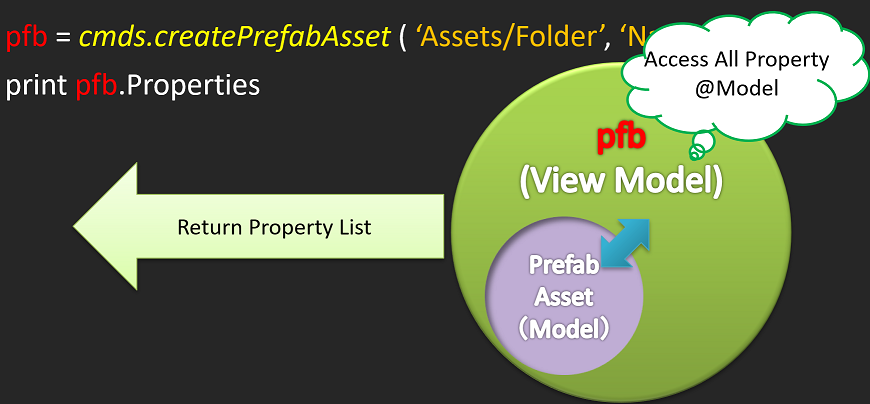 pfb = cmds.createPrefabAsset ( ‘Assets/Folder’,
print pfb.Properties
Access All Property
@Model
pfb
(View Model)
Return Property List
Prefab
Asset
(Model)